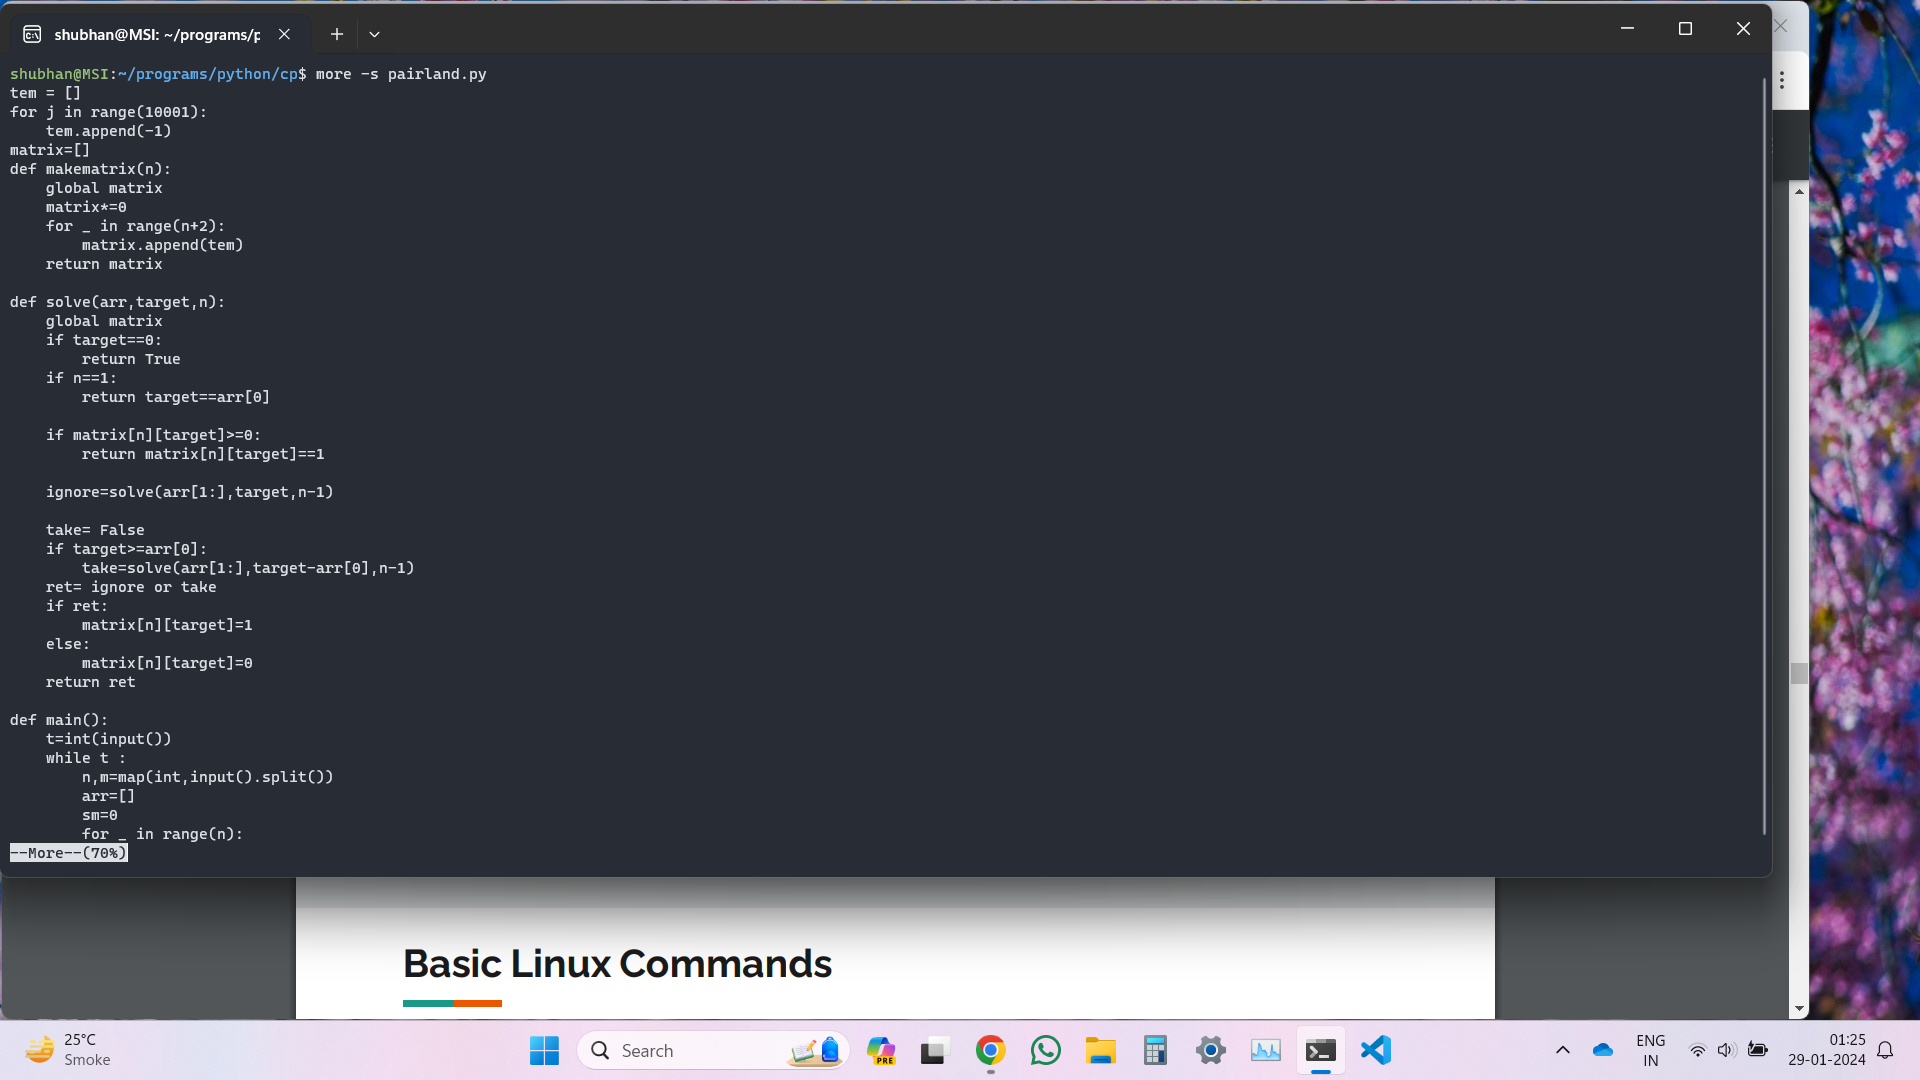 shubhan@MSI: ~/programs/p
shubhan@MSI:~/programs/python/cp$ more -s pairland.py
tem = []
for j in range(10001):
    tem.append(-1)
matrix=[]
def makematrix(n):
    global matrix
    matrix*=0
    for _ in range(n+2):
        matrix.append(tem)
    return matrix

def solve(arr,target,n):
    global matrix
    if target==0:
        return True
    if n==1:
        return target==arr[0]

    if matrix[n][target]>=0:
        return matrix[n][target]==1

    ignore=solve(arr[1:],target,n-1)

    take= False
    if target>=arr[0]:
        take=solve(arr[1:],target-arr[0],n-1)
    ret= ignore or take
    if ret:
        matrix[n][target]=1
    else:
        matrix[n][target]=0
    return ret

def main():
    t=int(input())
    while t :
        n,m=map(int,input().split())
        arr=[]
        sm=0
        for _ in range(n):
--More--(70%)
Basic Linux Commands
25°C
Smoke
Search
PRE
ENG
IN
01:25
29-01-2024